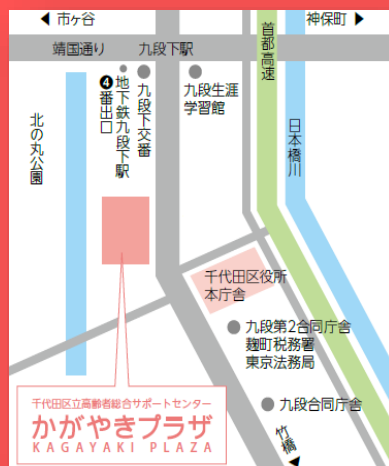 ◀ 市ヶ谷
神保町 ▶
靖国通り
九段下駅
首都高速
❹番出口
地下鉄九段下駅
九段下交番
九段生涯
学習館
北の丸公園
日本橋川
千代田区役所
本庁舎
九段第2合同庁舎
麹町税務署
東京法務局
九段合同庁舎
竹橋
▼
千代田区立高齢者総合サポートセンター
かがやきプラザ
KAGAYAKI PLAZA